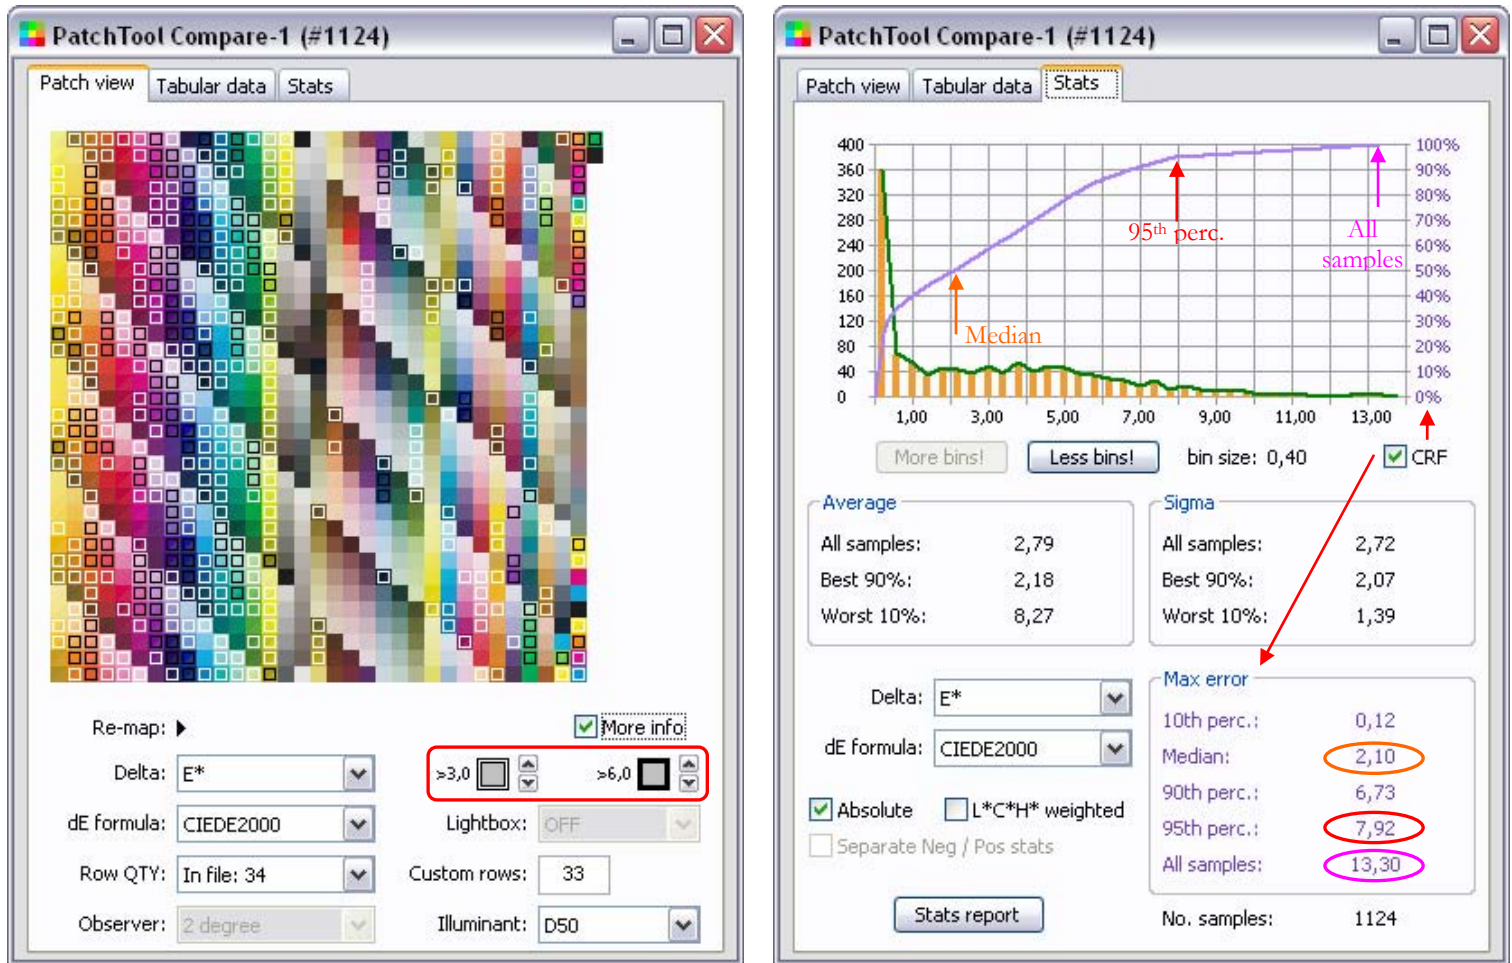 PatchTool Compare-1 (#1124)
Patch view Tabular data Stats
Re-map:
More info
Delta: E*
>3,0 >6,0
dE formula: CIEDE2000
Lightbox: OFF
Row QTY: In file: 34
Custom rows: 33
Observer: 2 degree
Illuminant: D50
PatchTool Compare-1 (#1124)
Patch view Tabular data Stats
400 100%
360 90%
320 80%
280 70%
240 60%
200 50%
160 40%
120 30%
80 20%
40 10%
0 0%
95th perc.
All
samples
Median
1,00 3,00 5,00 7,00 9,00 11,00 13,00
More bins! Less bins! bin size: 0,40 CRF
Average
All samples: 2,79
Best 90%: 2,18
Worst 10%: 8,27
Sigma
All samples: 2,72
Best 90%: 2,07
Worst 10%: 1,39
Delta: E*
dE formula: CIEDE2000
Absolute L*C*H* weighted
Separate Neg / Pos stats
Stats report
Max error
10th perc.: 0,12
Median: 2,10
90th perc.: 6,73
95th perc.: 7,92
All samples: 13,30
No. samples: 1124